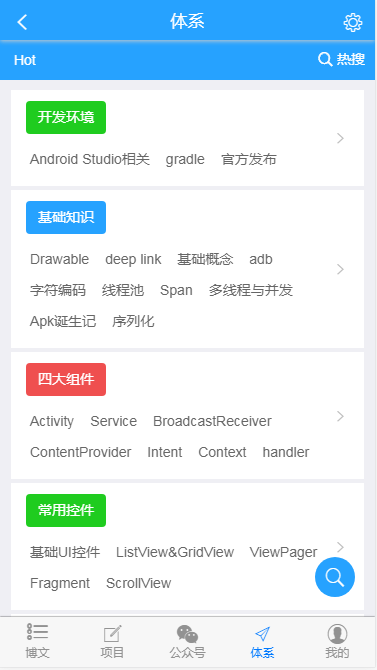 体系
Hot 热搜
开发环境
Android Studio相关 gradle 官方发布
基础知识
Drawable deep link 基础概念 adb
字符编码 线程池 Span 多线程与并发
Apk诞生记 序列化
四大组件
Activity Service BroadcastReceiver
ContentProvider Intent Context handler
常用控件
基础UI控件 ListView&GridView ViewPager
Fragment ScrollView
博文 项目 公众号 体系 我的